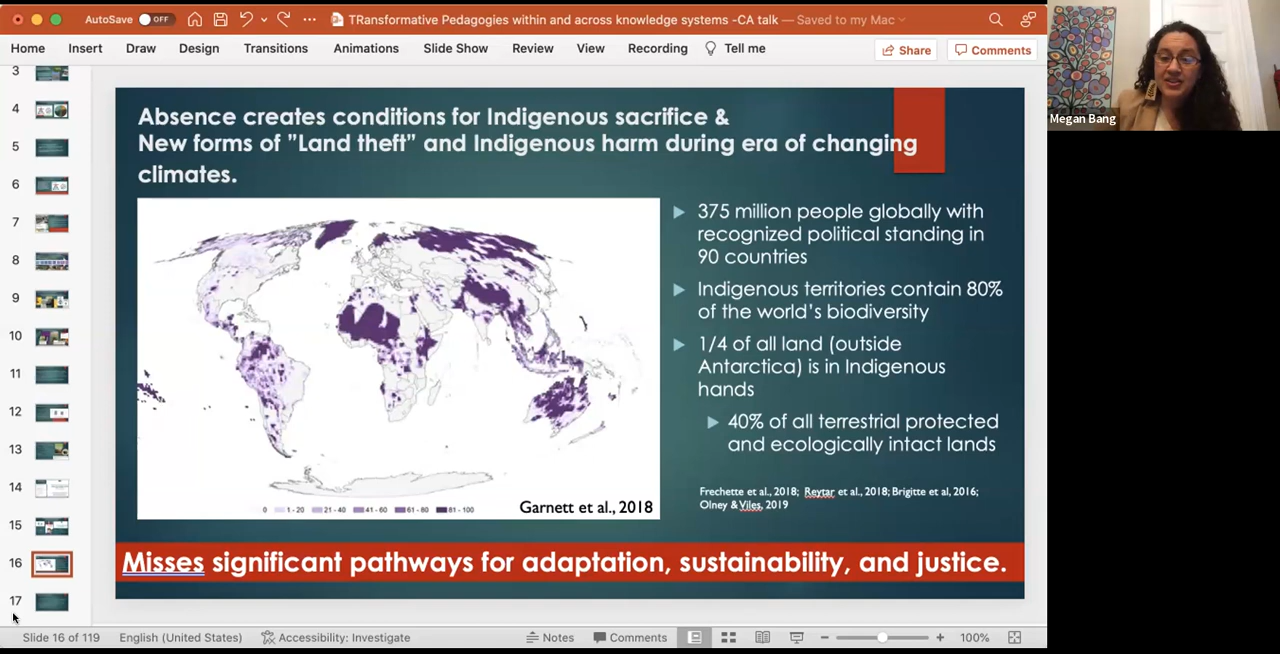 AutoSave OFF
TRansformative Pedagogies within and across knowledge systems -CA talk — Saved to my Mac
Home Insert Draw Design Transitions Animations Slide Show Review View Recording Tell me Share Comments
3
4
5
6
7
8
9
10
11
12
13
14
15
16
17
Absence creates conditions for Indigenous sacrifice &
New forms of ”Land theft” and Indigenous harm during era of changing
climates.
0 1 - 20 21 - 40 41 - 60 61 - 80 81 - 100
Garnett et al., 2018
375 million people globally with
recognized political standing in
90 countries
Indigenous territories contain 80%
of the world’s biodiversity
1/4 of all land (outside
Antarctica) is in Indigenous
hands
40% of all terrestrial protected
and ecologically intact lands
Frechette et al., 2018; Reytar et al., 2018; Brigitte et al, 2016;
Olney & Viles, 2019
Misses significant pathways for adaptation, sustainability, and justice.
Slide 16 of 119 English (United States) Accessibility: Investigate Notes Comments 100%
Megan Bang